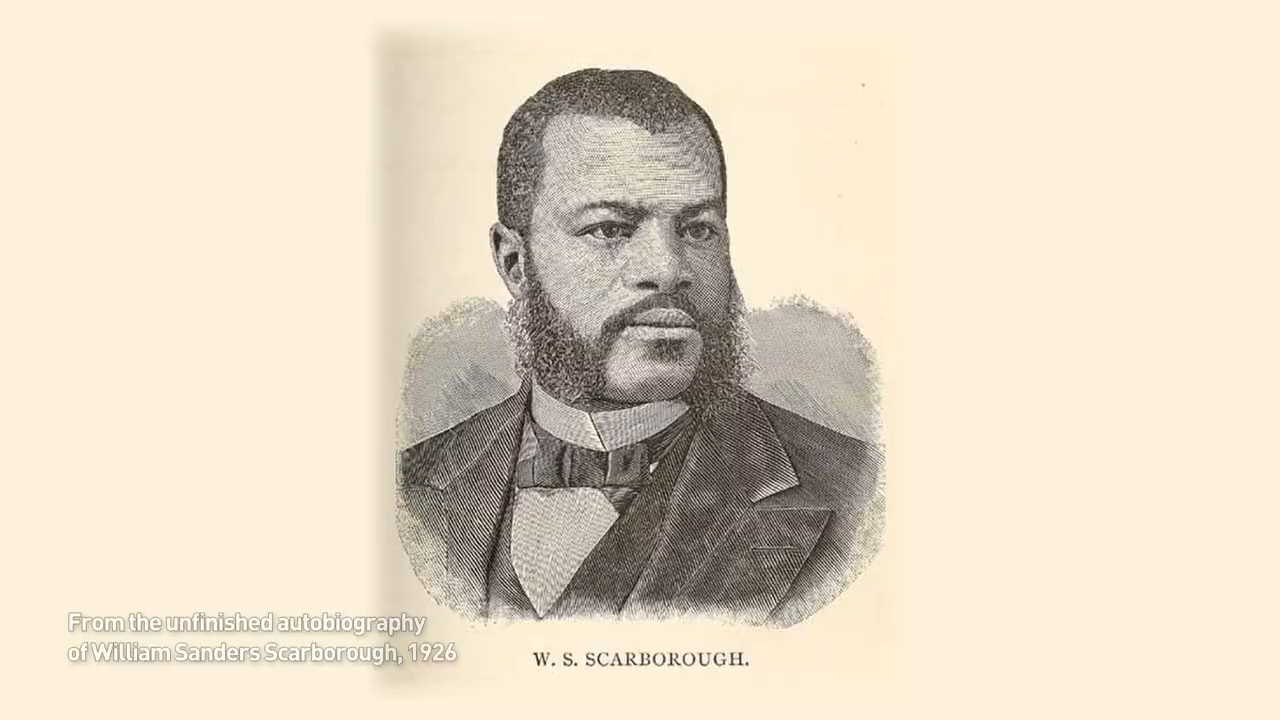 From the unfinished autobiography
of William Sanders Scarborough, 1926
W. S. SCARBOROUGH.